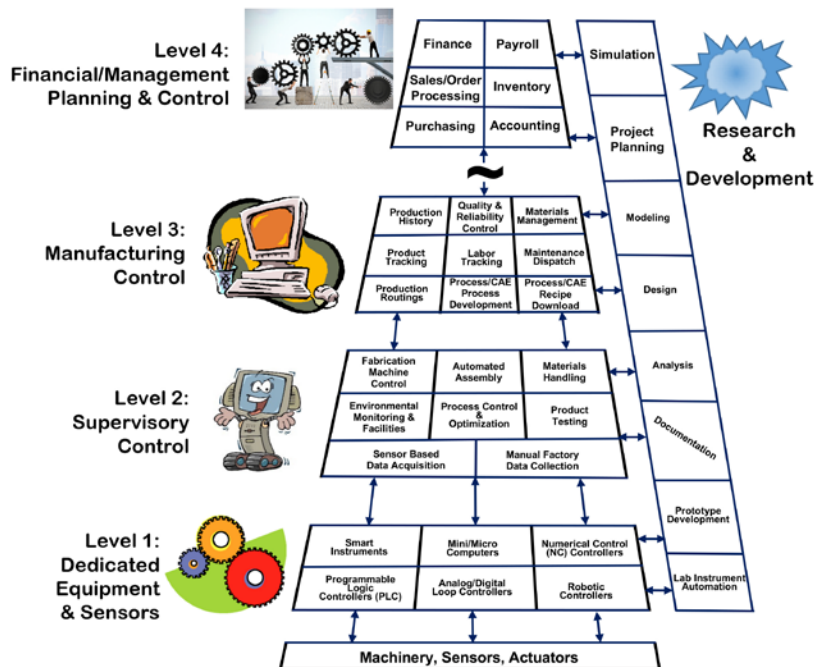 Level 4:
Financial/Management
Planning & Control
Finance
Payroll
Sales/Order
Processing
Inventory
Purchasing
Accounting
Simulation
Project
Planning
Research
&
Development
~
Level 3:
Manufacturing
Control
Production
History
Quality &
Reliability
Control
Materials
Management
Product
Tracking
Labor
Tracking
Maintenance
Dispatch
Production
Routings
Process/CAE
Process
Development
Process/CAE
Recipe
Download
Modeling
Design
Level 2:
Supervisory
Control
Fabrication
Machine
Control
Automated
Assembly
Materials
Handling
Environmental
Monitoring &
Facilities
Process Control
&
Optimization
Product
Testing
Sensor Based
Data Acquisition
Manual Factory
Data Collection
Analysis
Documentation
Level 1:
Dedicated
Equipment
& Sensors
Smart
Instruments
Mini/Micro
Computers
Numerical Control
(NC) Controllers
Programmable
Logic
Controllers (PLC)
Analog/Digital
Loop Controllers
Robotic
Controllers
Prototype
Development
Lab Instrument
Automation
Machinery, Sensors, Actuators